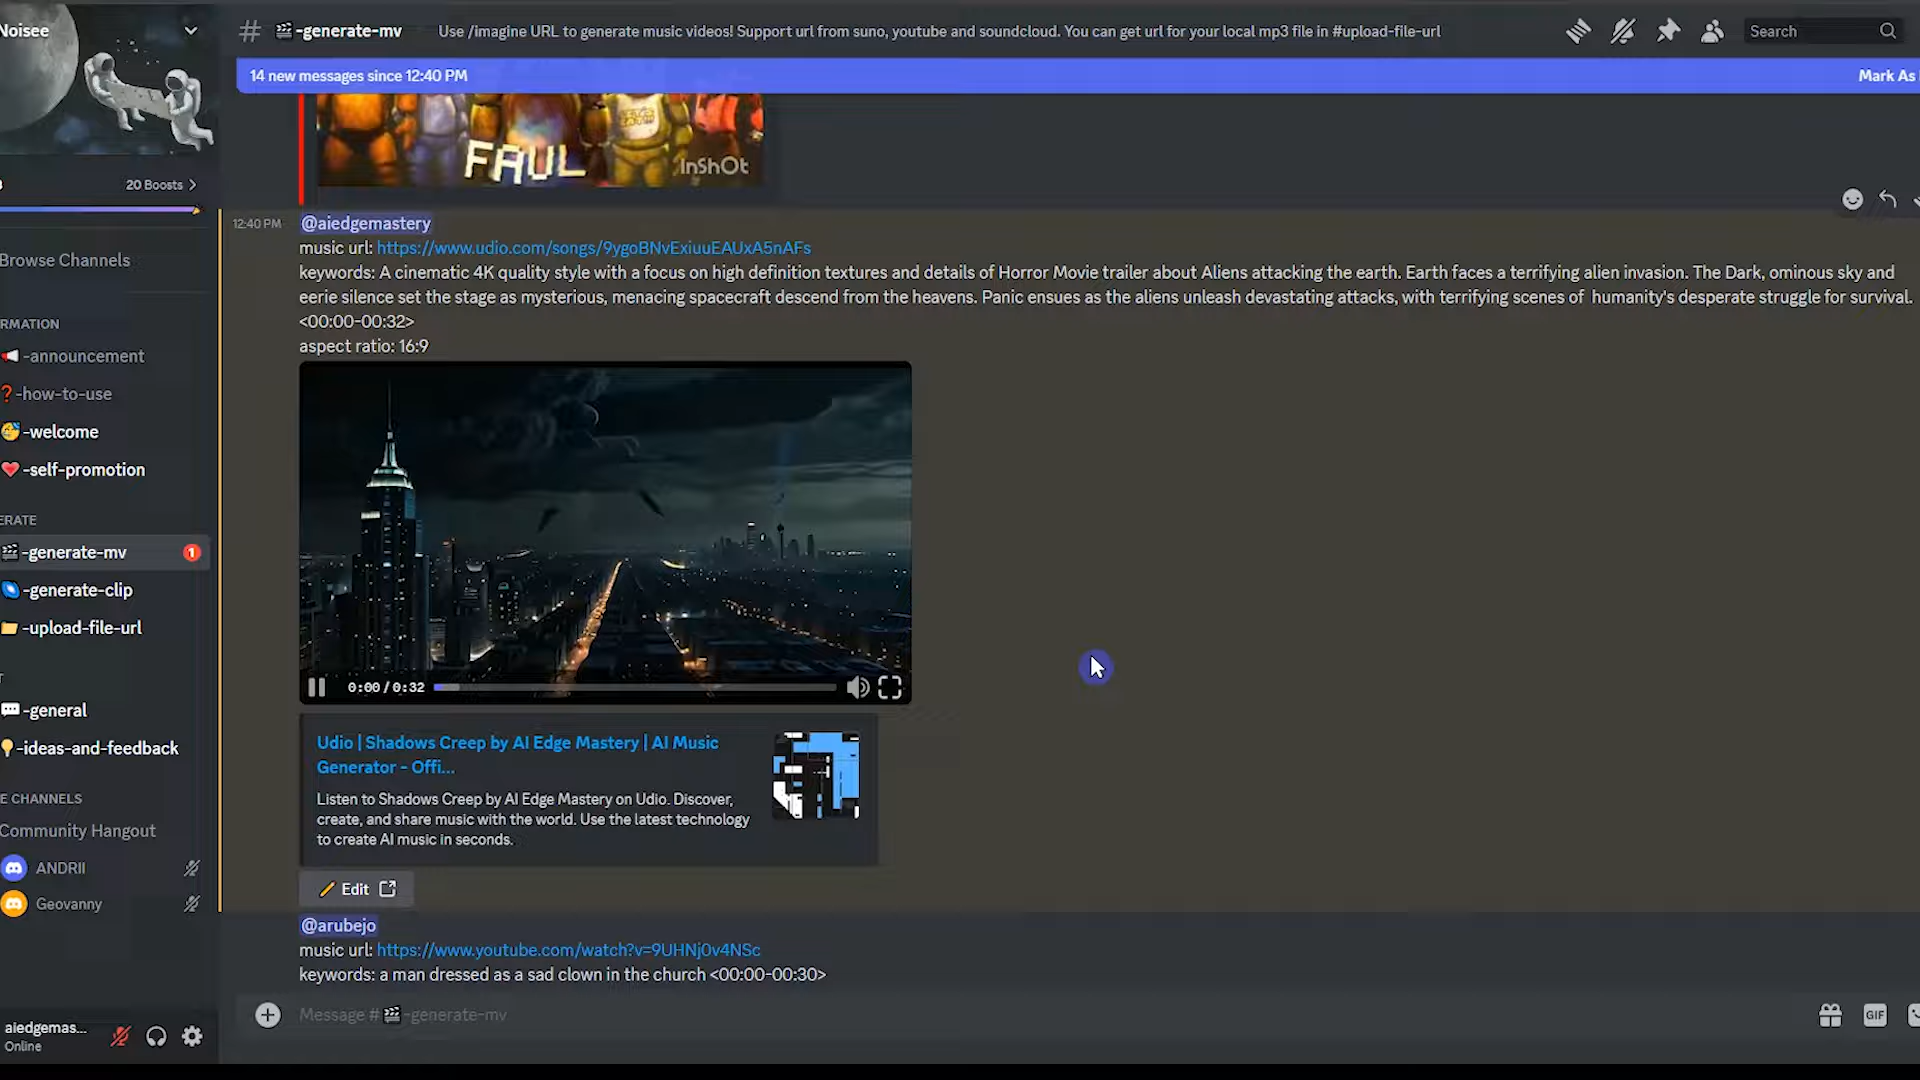 Noisee
-generate-mv
Use /imagine URL to generate music videos! Support url from suno, youtube and soundcloud. You can get url for your local mp3 file in #upload-file-url
Search
14 new messages since 12:40 PM
Mark As
FAUL
InShOt
20 Boosts
Browse Channels
RMATION
-announcement
-how-to-use
-welcome
-self-promotion
ERATE
-generate-mv
1
-generate-clip
-upload-file-url
T
-general
-ideas-and-feedback
E CHANNELS
Community Hangout
ANDRII
Geovanny
aiedgemas...
Online
12:40 PM
@aiedgemastery
music url: https://www.udio.com/songs/9ygoBNvExiuuEAUxA5nAFs
keywords: A cinematic 4K quality style with a focus on high definition textures and details of Horror Movie trailer about Aliens attacking the earth. Earth faces a terrifying alien invasion. The Dark, ominous sky and
eerie silence set the stage as mysterious, menacing spacecraft descend from the heavens. Panic ensues as the aliens unleash devastating attacks, with terrifying scenes of humanity's desperate struggle for survival.
<00:00-00:32>
aspect ratio: 16:9
0:00 / 0:32
Udio | Shadows Creep by AI Edge Mastery | AI Music
Generator - Offi...
Listen to Shadows Creep by AI Edge Mastery on Udio. Discover,
create, and share music with the world. Use the latest technology
to create AI music in seconds.
Edit
@arubejo
music url: https://www.youtube.com/watch?v=9UHNj0v4NSc
keywords: a man dressed as a sad clown in the church <00:00-00:30>
Message # -generate-mv
GIF